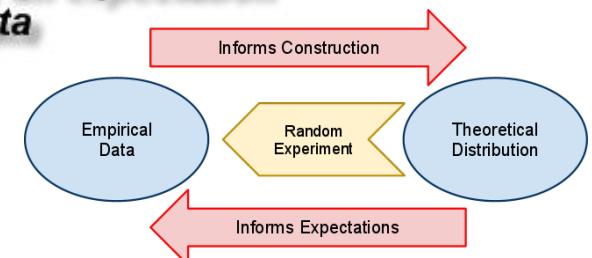 ta
Informs Construction
Empirical
Data
Random
Experiment
Theoretical
Distribution
Informs Expectations